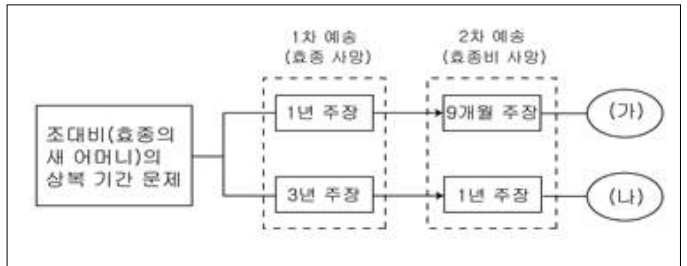 1차 예송
(효종 사망)
2차 예송
(효종비 사망)
조대비(효종의
새 어머니)의
상복 기간 문제
1년 주장
9개월 주장
(가)
3년 주장
1년 주장
(나)